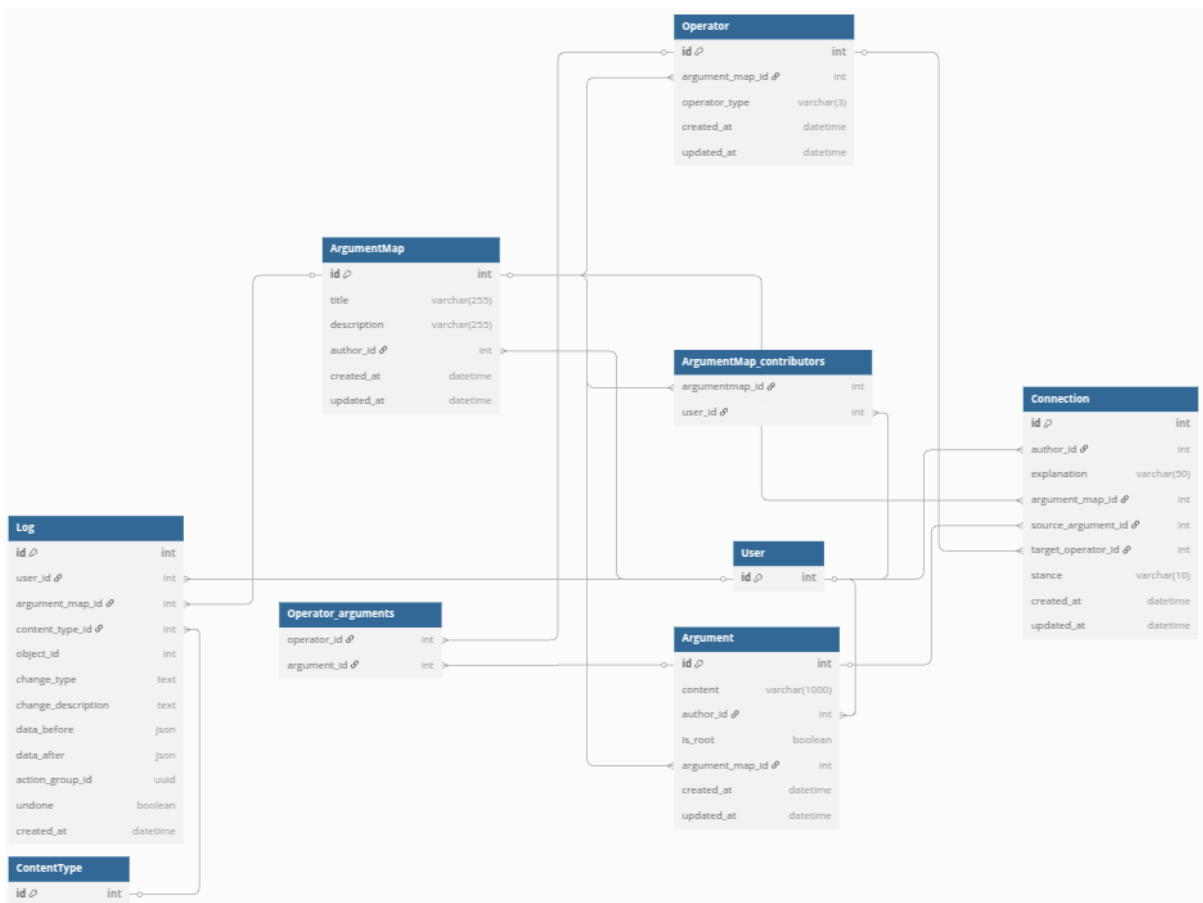 Operator
id int
argument_map_id int
operator_type varchar(3)
created_at datetime
updated_at datetime
ArgumentMap
id int
title varchar(255)
description varchar(255)
author_id int
created_at datetime
updated_at datetime
ArgumentMap_contributors
argumentmap_id int
user_id int
Connection
id int
author_id int
explanation varchar(50)
argument_map_id int
source_argument_id int
target_operator_id int
stance varchar(10)
created_at datetime
updated_at datetime
Log
id int
user_id int
argument_map_id int
content_type_id int
object_id int
change_type text
change_description text
data_before json
data_after json
action_group_id uuid
undone boolean
created_at datetime
User
id int
Operator_arguments
operator_id int
argument_id int
Argument
id int
content varchar(1000)
author_id int
is_root boolean
argument_map_id int
created_at datetime
updated_at datetime
ContentType
id int